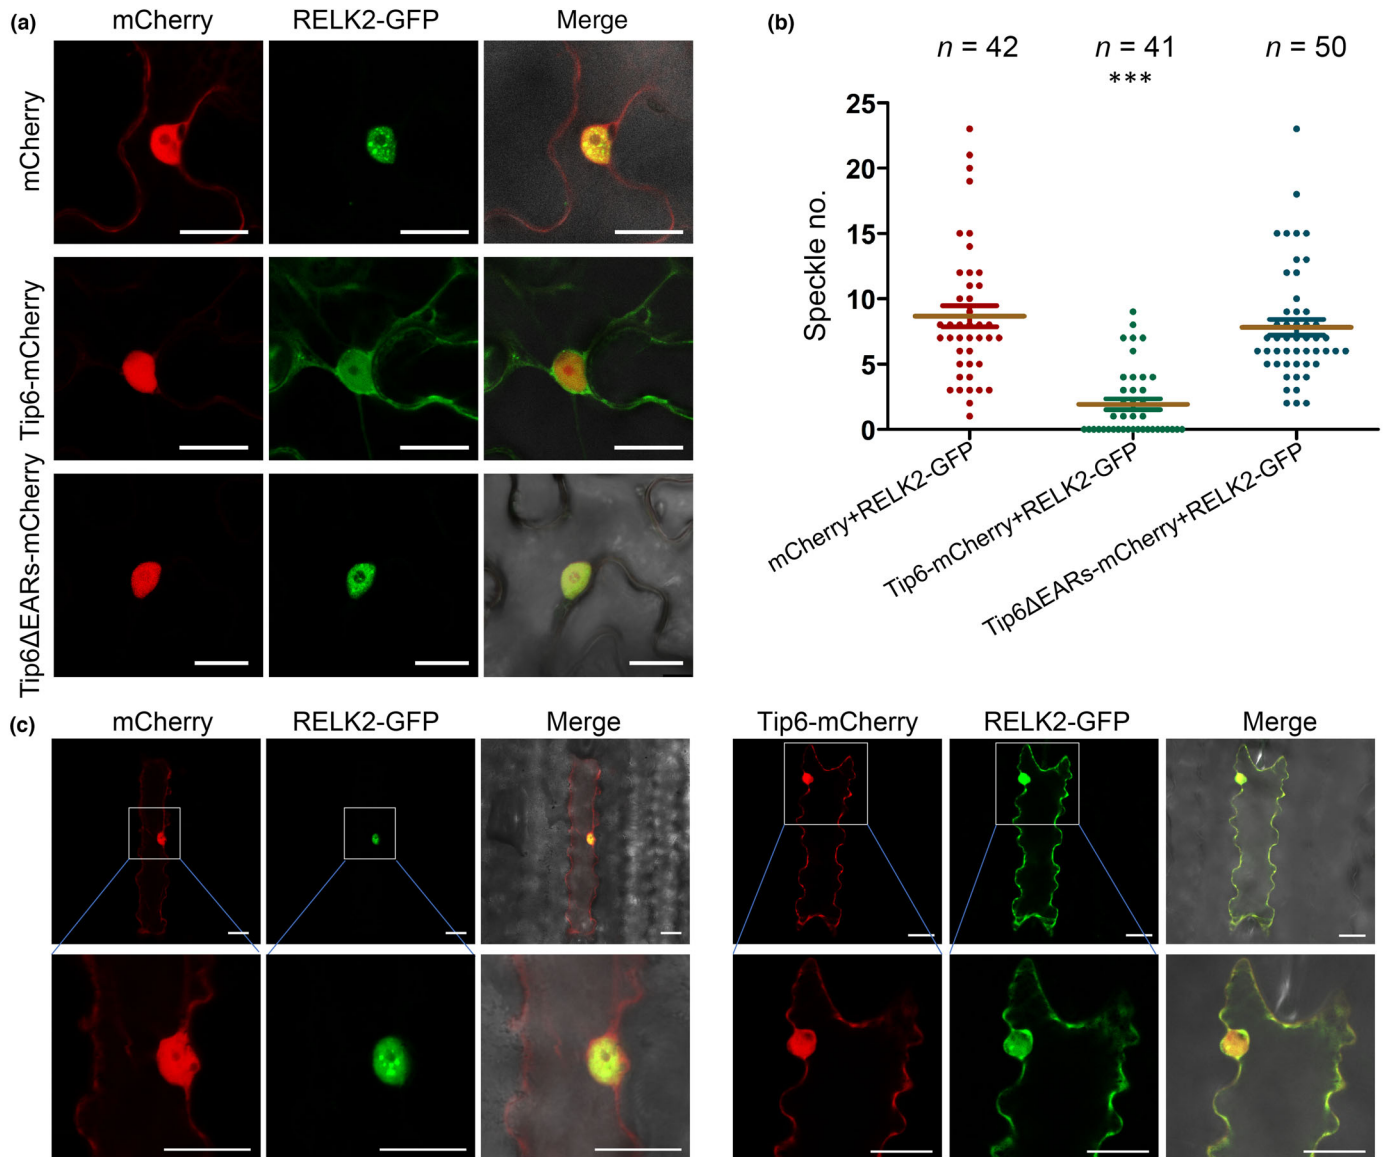 (a)
mCherry RELK2-GFP Merge
mCherry
Tip6-mCherry
Tip6ΔEARs-mCherry
(b)
n = 42 n = 41 n = 50
***
25
20
15
10
5
0
Speckle no.
mCherry+RELK2-GFP
Tip6-mCherry+RELK2-GFP
Tip6ΔEARs-mCherry+RELK2-GFP
(c)
mCherry RELK2-GFP Merge
Tip6-mCherry RELK2-GFP Merge